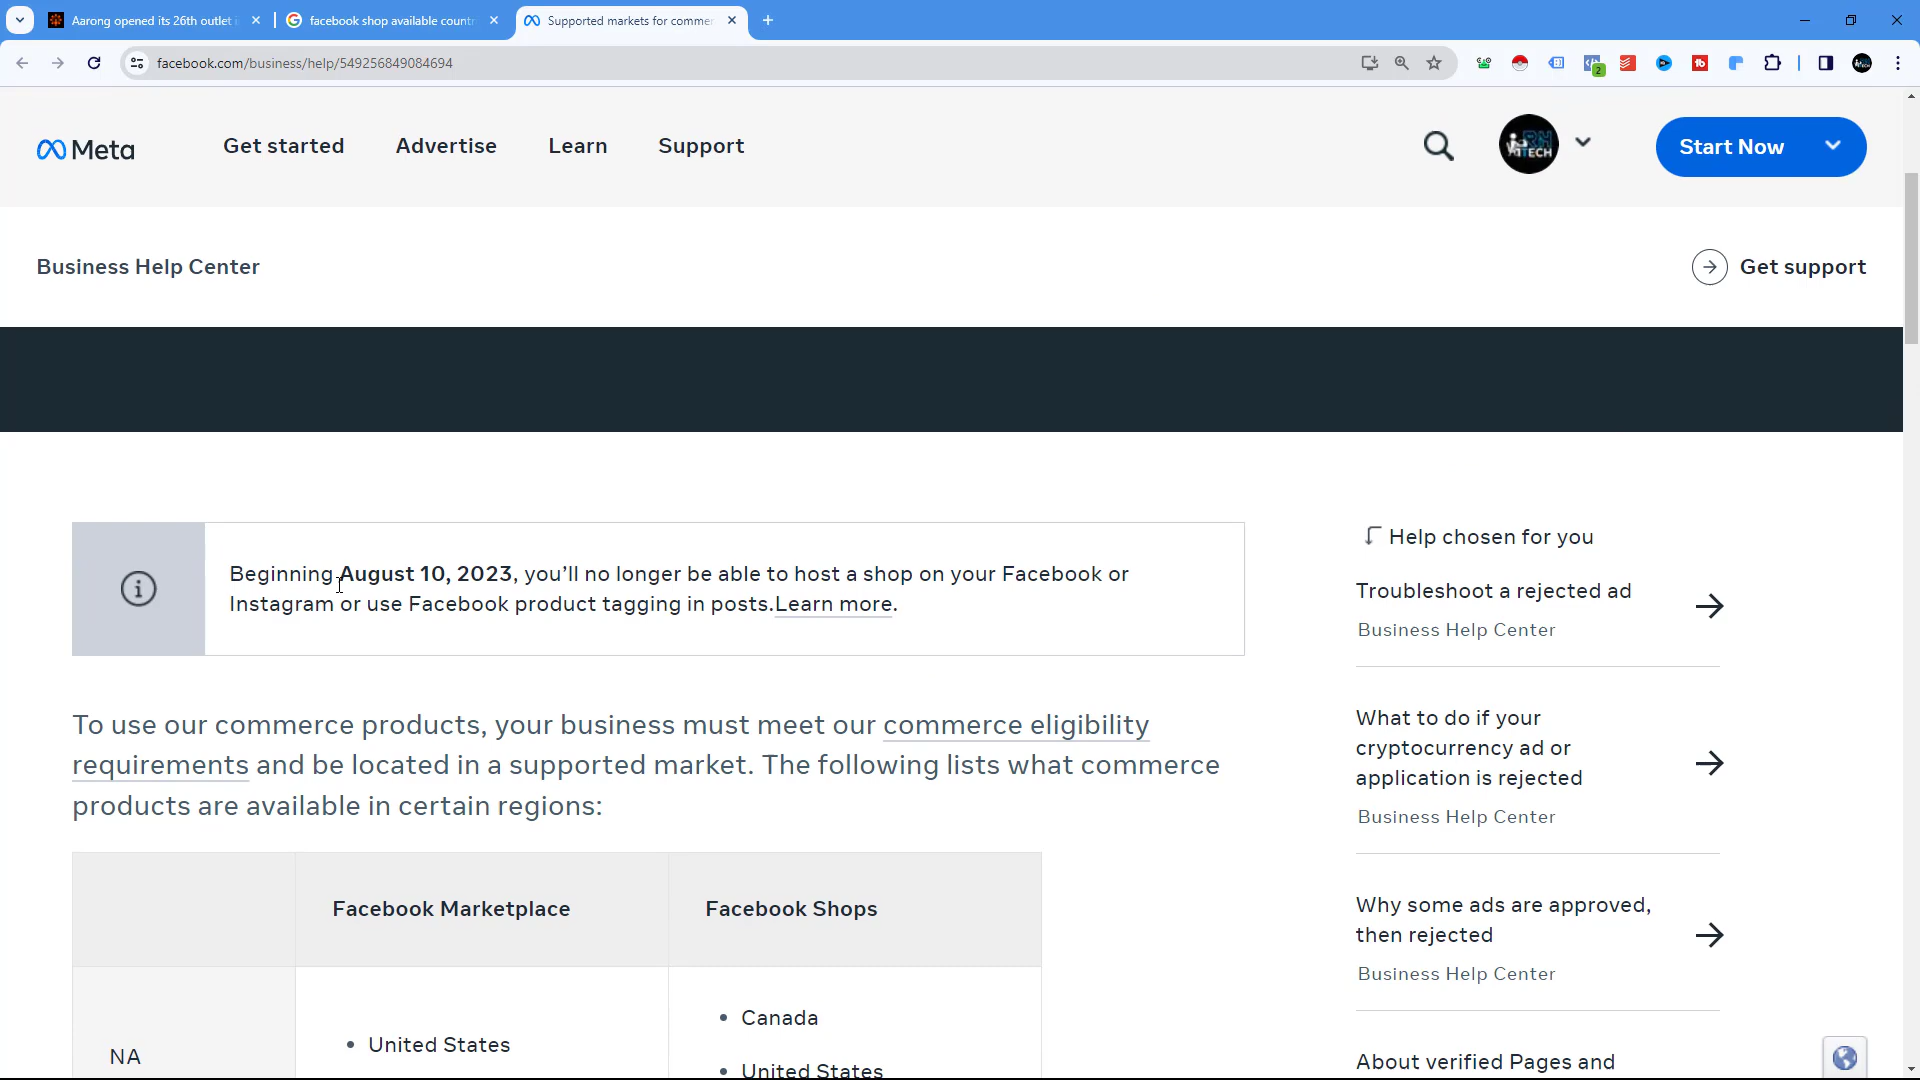 Aarong opened its 26th outlet i
facebook shop available countr
Supported markets for commer
facebook.com/business/help/549256849084694
2
Meta
Get started
Advertise
Learn
Support
Start Now
Business Help Center
Get support
Beginning August 10, 2023, you’ll no longer be able to host a shop on your Facebook or
Instagram or use Facebook product tagging in posts.Learn more.
To use our commerce products, your business must meet our commerce eligibility
requirements and be located in a supported market. The following lists what commerce
products are available in certain regions:
Facebook Marketplace
Facebook Shops
NA
United States
Canada
United States
Help chosen for you
Troubleshoot a rejected ad
Business Help Center
What to do if your
cryptocurrency ad or
application is rejected
Business Help Center
Why some ads are approved,
then rejected
Business Help Center
About verified Pages and